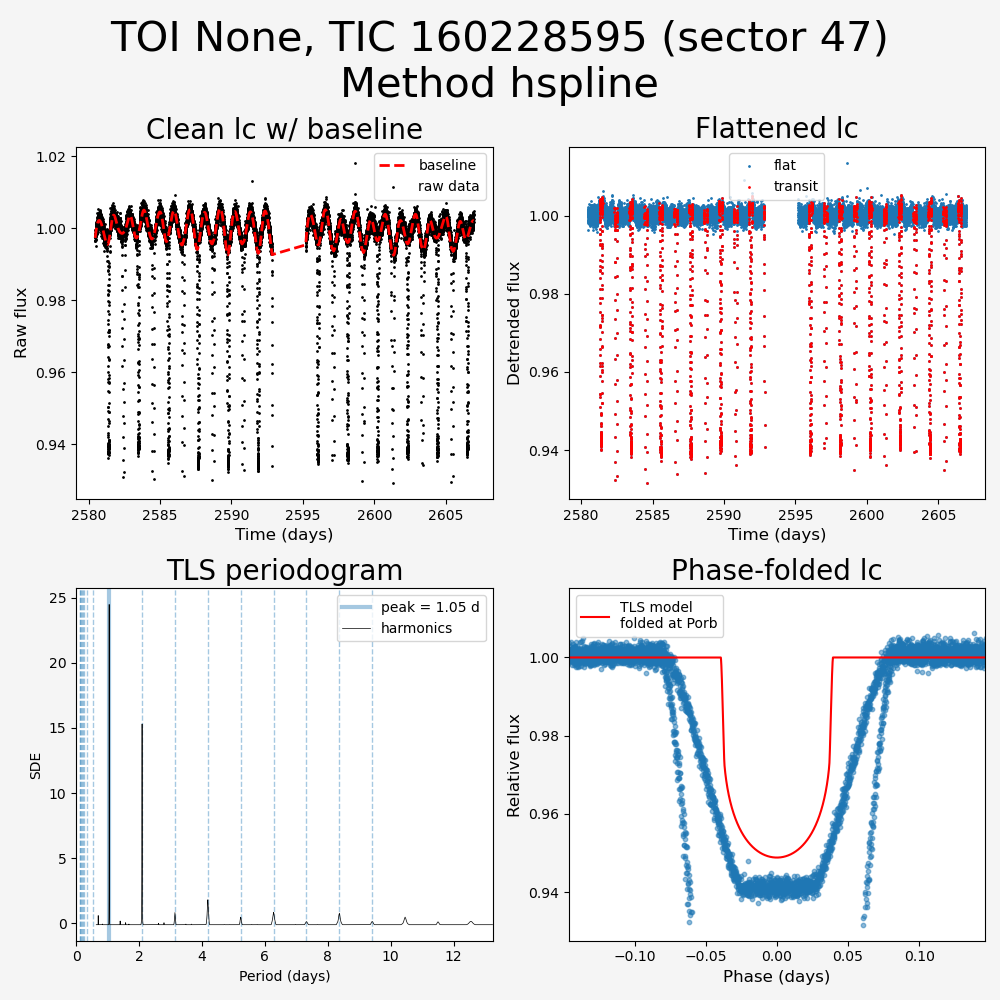 TOI None, TIC 160228595 (sector 47)
Method hspline
Clean lc w/ baseline
Flattened lc
baseline
raw data
flat
transit
1.02
1.00
0.98
0.96
0.94
Raw flux
2580
2585
2590
2595
2600
2605
Time (days)
1.00
0.98
0.96
0.94
Detrended flux
2580
2585
2590
2595
2600
2605
Time (days)
TLS periodogram
Phase-folded lc
peak = 1.05 d
harmonics
25
20
15
10
5
0
SDE
0
2
4
6
8
10
12
Period (days)
TLS model
folded at Porb
1.00
0.98
0.96
0.94
Relative flux
−0.10
−0.05
0.00
0.05
0.10
Phase (days)